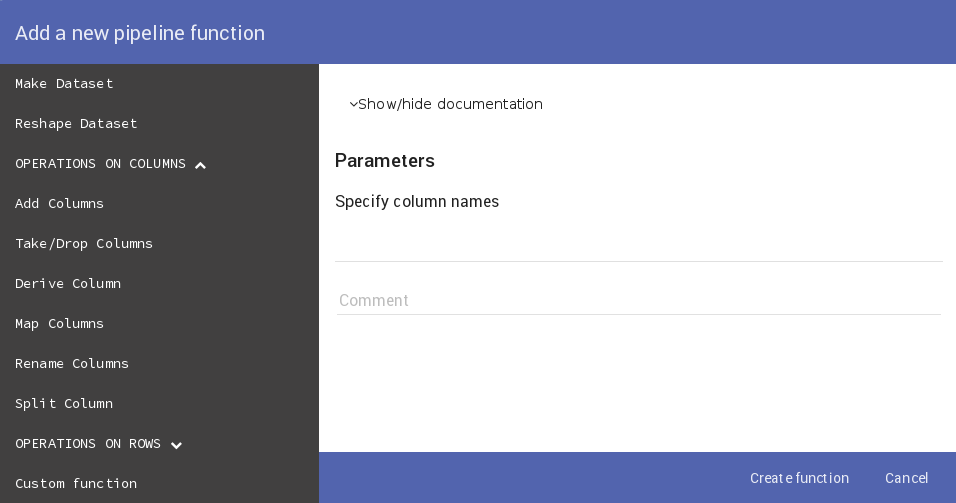 Add a new pipeline function
Make Dataset
Reshape Dataset
OPERATIONS ON COLUMNS
Add Columns
Take/Drop Columns
Derive Column
Map Columns
Rename Columns
Split Column
OPERATIONS ON ROWS
Custom function
Show/hide documentation
Parameters
Specify column names
Comment
Create function Cancel